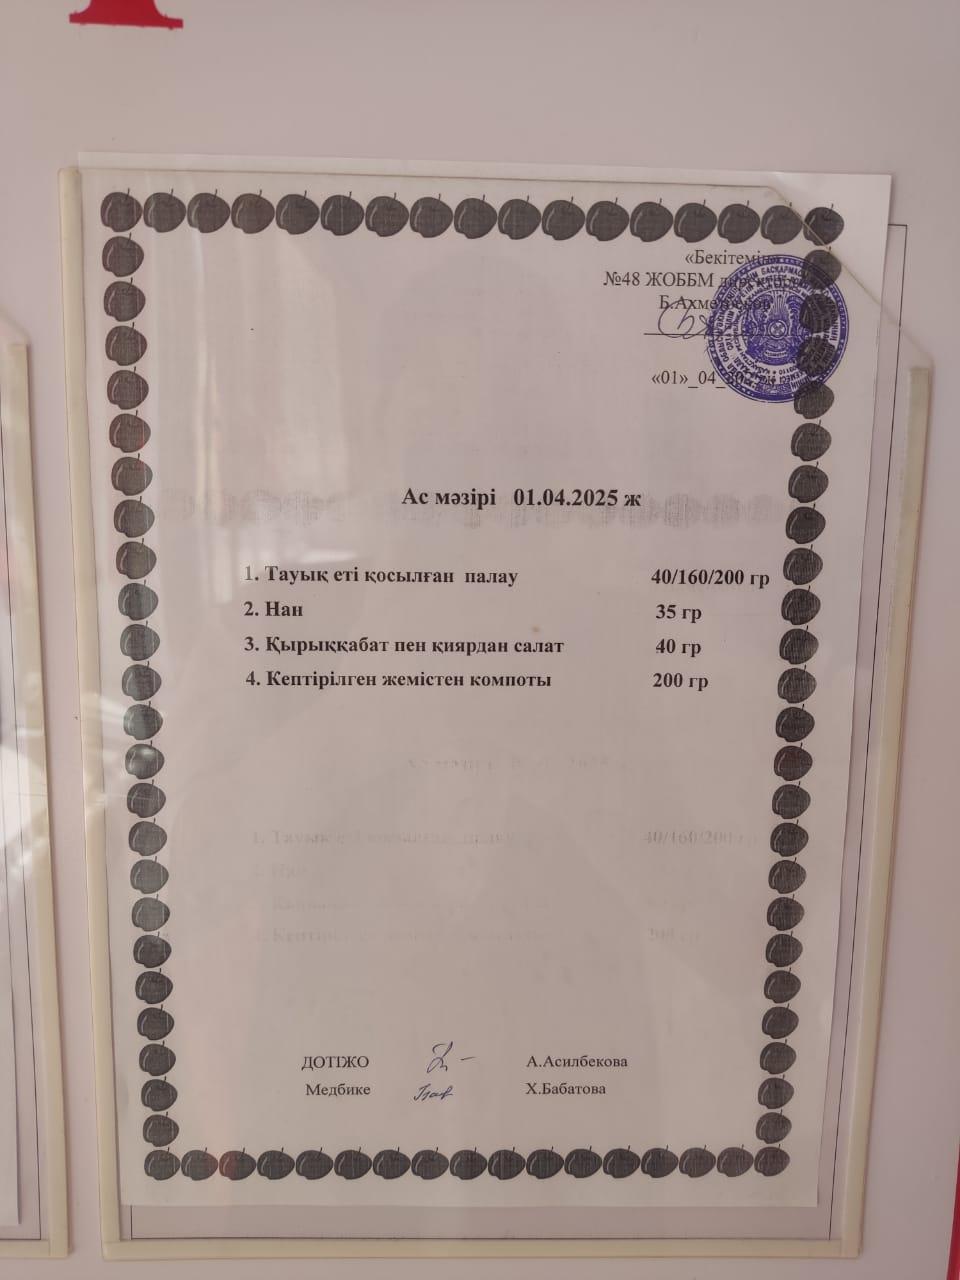 «Бекітемін»
№48 ЖОББМ
«01»_04_
Ас мәзірі 01.04.2025 ж
1. Тауық еті қосылған палау 40/160/200 гр
2. Нан 35 гр
3. Қырыққабат пен қиярдан салат 40 гр
4. Кептірілген жемістен компоты 200 гр
ДОТІЖО А.Асилбекова
Медбике Х.Бабатова